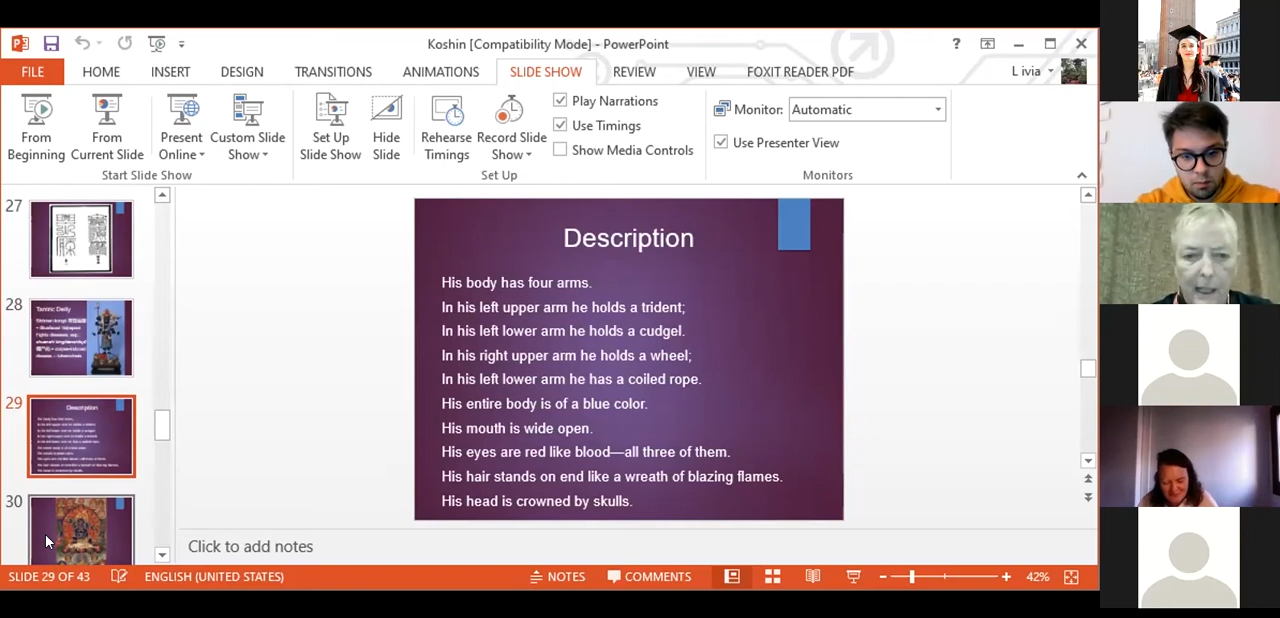 Koshin [Compatibility Mode] - PowerPoint
?
FILE HOME INSERT DESIGN TRANSITIONS ANIMATIONS SLIDE SHOW REVIEW VIEW FOXIT READER PDF
L ivia
From Beginning
From Current Slide
Present Online
Custom Slide Show
Start Slide Show
Set Up Slide Show
Hide Slide
Rehearse Timings
Record Slide Show
Play Narrations
Use Timings
Show Media Controls
Set Up
Monitor: Automatic
Use Presenter View
Monitors
27
28
Tantric Deity
29
Description
30
Description
His body has four arms.
In his left upper arm he holds a trident;
In his left lower arm he holds a cudgel.
In his right upper arm he holds a wheel;
In his left lower arm he has a coiled rope.
His entire body is of a blue color.
His mouth is wide open.
His eyes are red like blood—all three of them.
His hair stands on end like a wreath of blazing flames.
His head is crowned by skulls.
Click to add notes
SLIDE 29 OF 43 ENGLISH (UNITED STATES) NOTES COMMENTS 42%